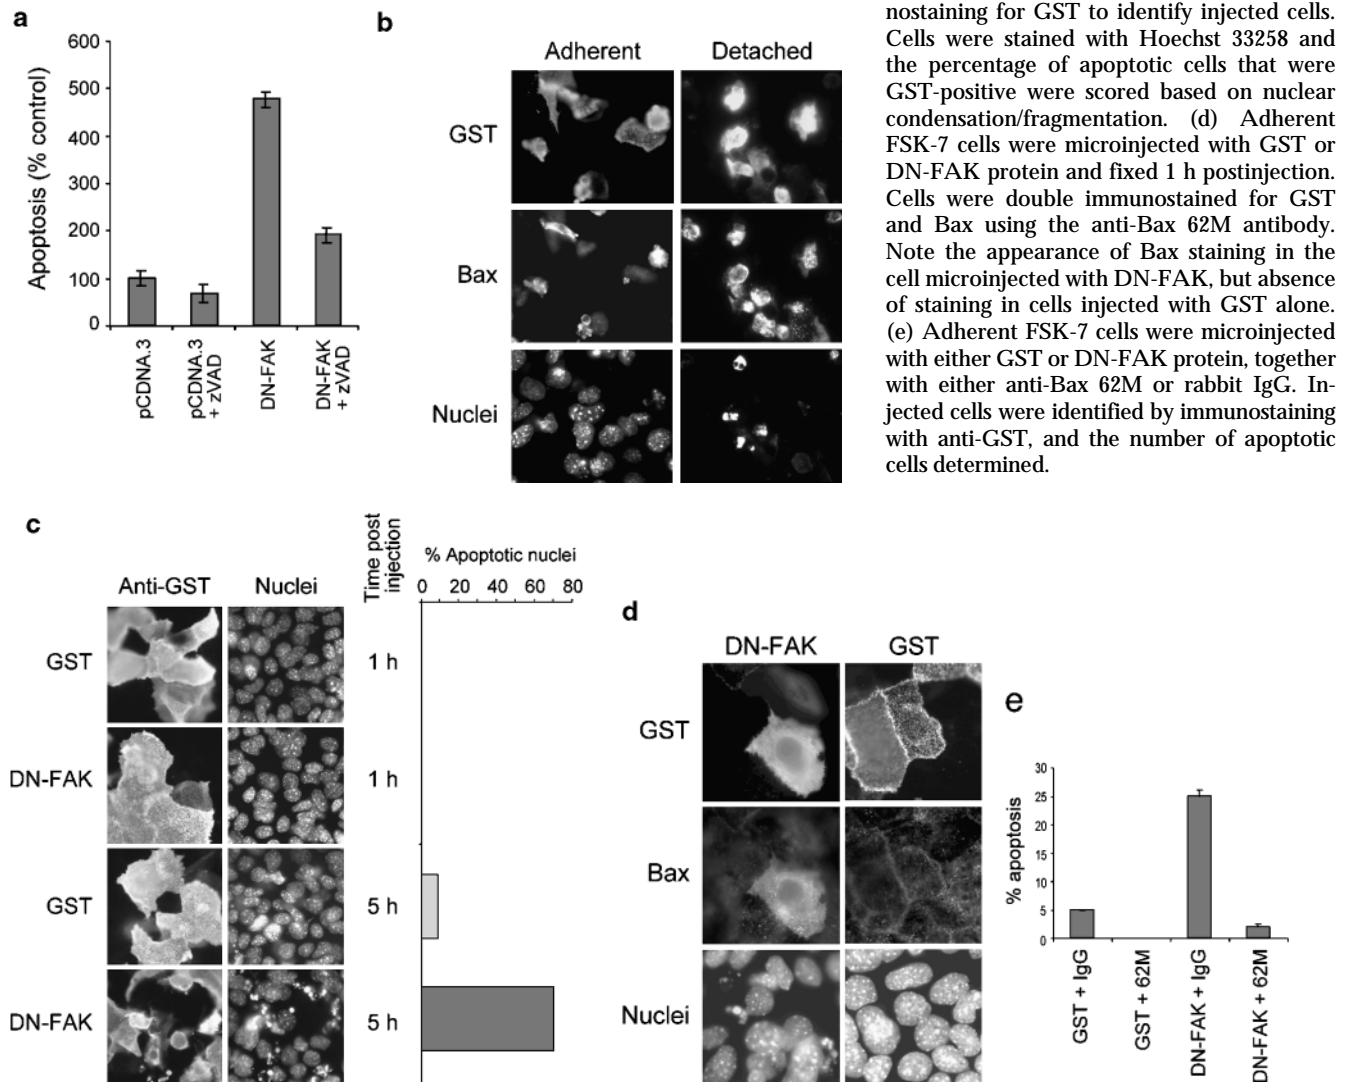 a
600
500
400
300
200
100
0
Apoptosis (% control)
pCDNA.3
pCDNA.3
+ zVAD
DN-FAK
DN-FAK
+ zVAD
b
Adherent
Detached
GST
Bax
Nuclei
nostaining for GST to identify injected cells.
Cells were stained with Hoechst 33258 and
the percentage of apoptotic cells that were
GST-positive were scored based on nuclear
condensation/fragmentation. (d) Adherent
FSK-7 cells were microinjected with GST or
DN-FAK protein and fixed 1 h postinjection.
Cells were double immunostained for GST
and Bax using the anti-Bax 62M antibody.
Note the appearance of Bax staining in the
cell microinjected with DN-FAK, but absence
of staining in cells injected with GST alone.
(e) Adherent FSK-7 cells were microinjected
with either GST or DN-FAK protein, together
with either anti-Bax 62M or rabbit IgG. In-
jected cells were identified by immunostaining
with anti-GST, and the number of apoptotic
cells determined.
c
Anti-GST
Nuclei
Time post
injection
% Apoptotic nuclei
0 20 40 60 80
GST
1 h
DN-FAK
1 h
GST
5 h
DN-FAK
5 h
d
DN-FAK
GST
GST
Bax
Nuclei
e
30
25
20
15
10
5
0
% apoptosis
GST + IgG
GST + 62M
DN-FAK + IgG
DN-FAK + 62M